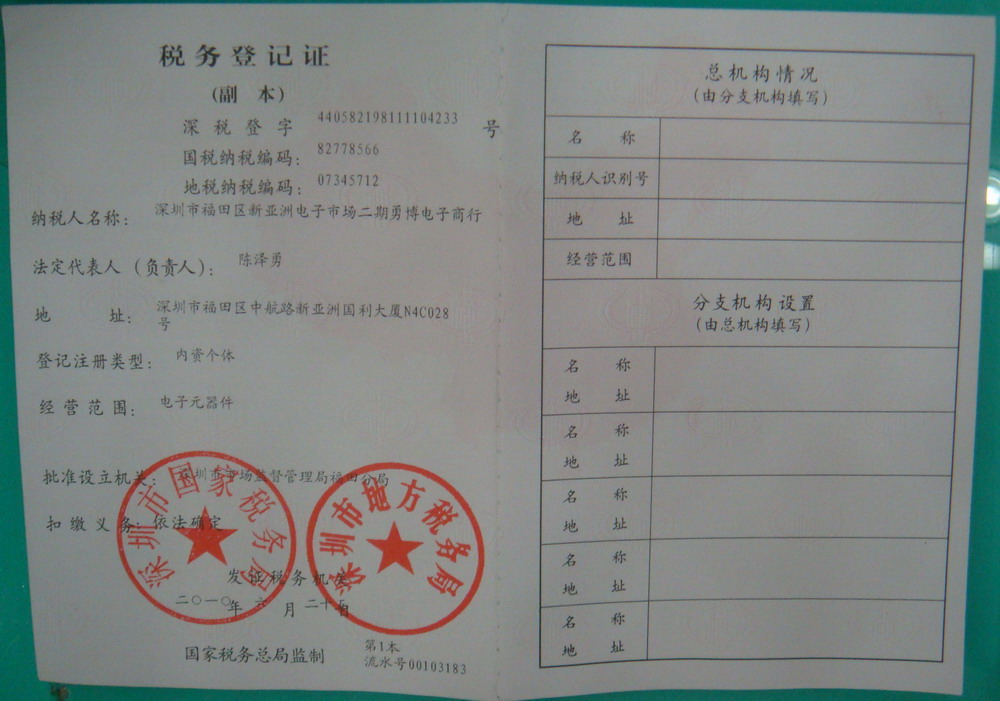 税务登记证
(副 本)
深税登字 440582198111104233 号
国税纳税编码: 82778566
地税纳税编码: 07345712
纳税人名称: 深圳市福田区新亚洲电子市场二期勇博电子商行
法定代表人(负责人): 陈泽勇
地 址: 深圳市福田区中航路新亚洲国利大厦N4C028
号
登记注册类型: 内资个体
经营范围: 电子元器件
批准设立机关: 深圳市市场监督管理局福田分局
扣缴义务: 依法确定
深圳市国家税务局
深圳市地方税务局
发证税务机关
二〇一〇年六月二十五日
国家税务总局监制
第1本
流水号00103183
总机构情况
(由分支机构填写)
名 称
纳税人识别号
地 址
经营范围
分支机构设置
(由总机构填写)
名 称
地 址
名 称
地 址
名 称
地 址
名 称
地 址
名 称
地 址